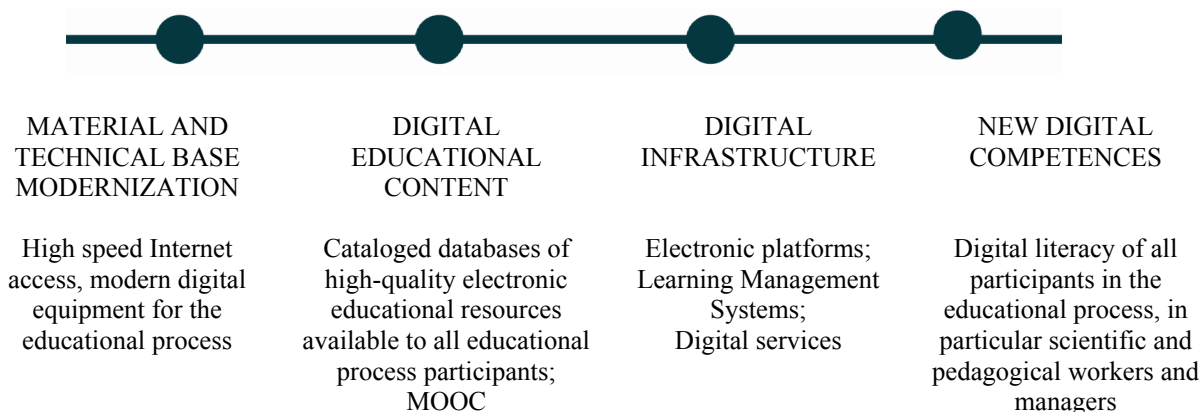 MATERIAL AND
TECHNICAL BASE
MODERNIZATION
High speed Internet
access, modern digital
equipment for the
educational process
DIGITAL
EDUCATIONAL
CONTENT
Cataloged databases of
high-quality electronic
educational resources
available to all educational
process participants;
MOOC
DIGITAL
INFRASTRUCTURE
Electronic platforms;
Learning Management
Systems;
Digital services
NEW DIGITAL
COMPETENCES
Digital literacy of all
participants in the
educational process, in
particular scientific and
pedagogical workers and
managers